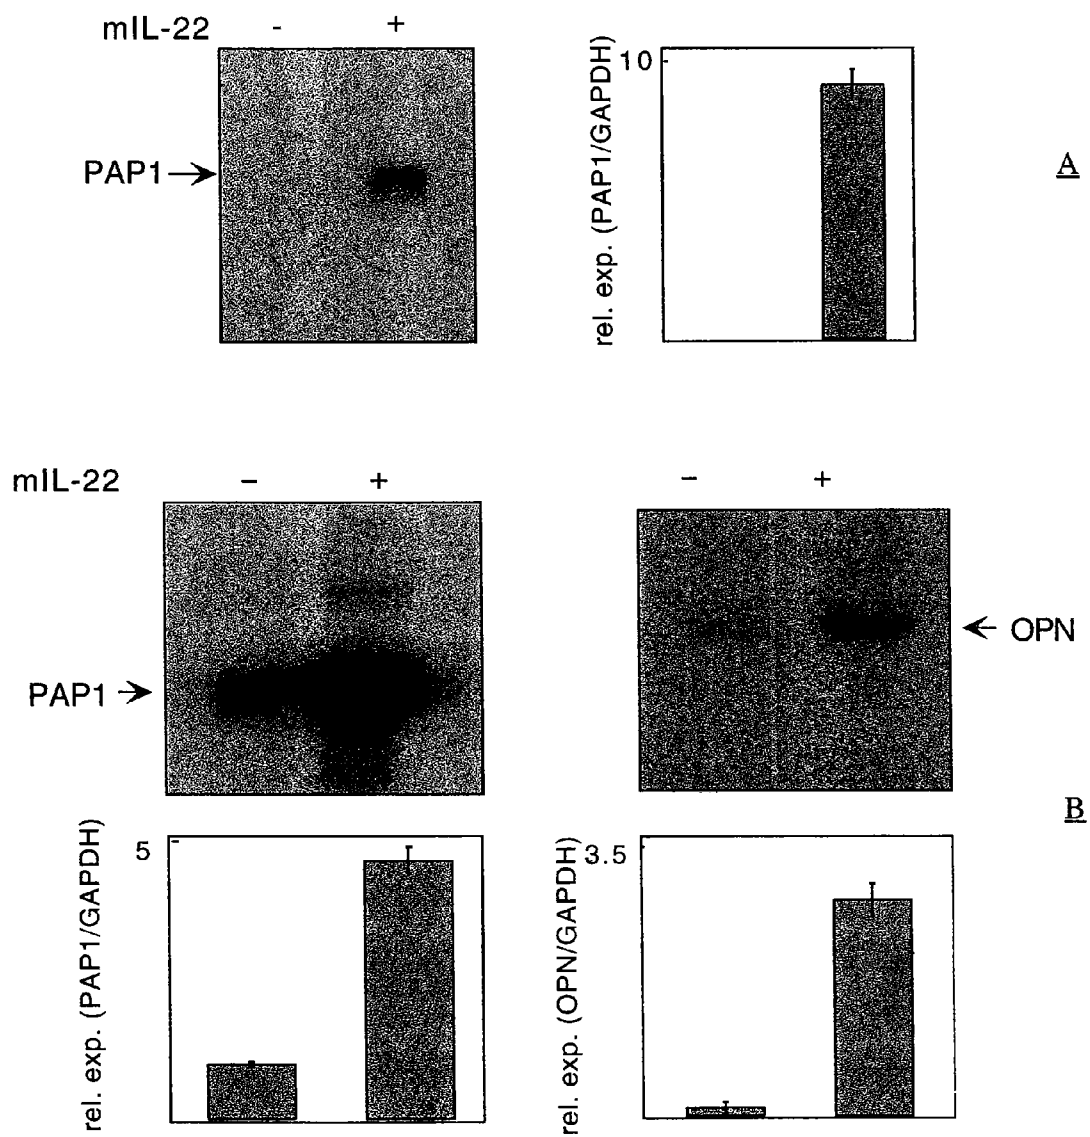 mIL-22 - +
PAP1
10
rel. exp. (PAP1/GAPDH)
A
mIL-22 – +
PAP1
– +
OPN
B
5
rel. exp. (PAP1/GAPDH)
3.5
rel. exp. (OPN/GAPDH)